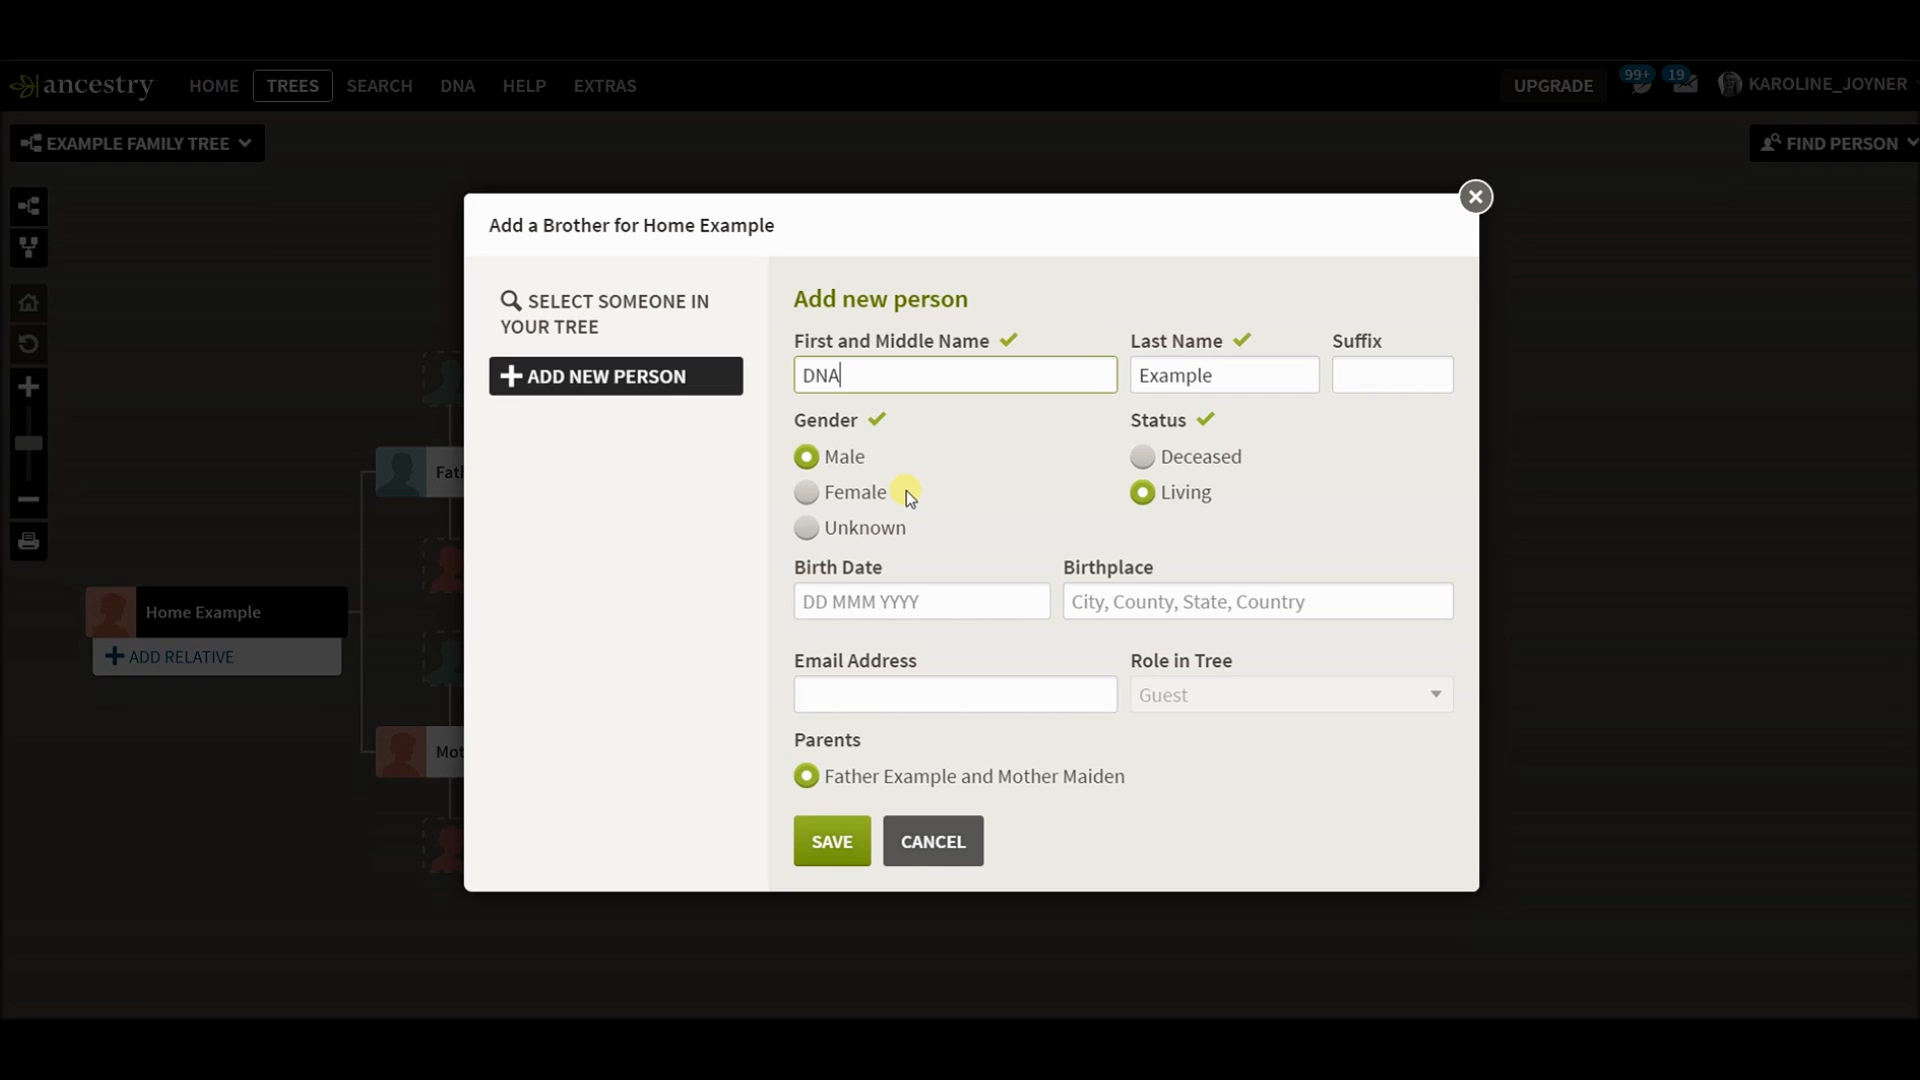 ancestry HOME TREES SEARCH DNA HELP EXTRAS UPGRADE 99+ 19 KAROLINE_JOYNER
EXAMPLE FAMILY TREE FIND PERSON
Add a Brother for Home Example
SELECT SOMEONE IN
YOUR TREE
ADD NEW PERSON
Add new person
First and Middle Name Last Name Suffix
DNA Example
Gender Status
Male Deceased
Female Living
Unknown
Birth Date Birthplace
DD MMM YYYY City, County, State, Country
Email Address Role in Tree
Guest
Parents
Father Example and Mother Maiden
SAVE CANCEL
Fath
Home Example
ADD RELATIVE
Mot